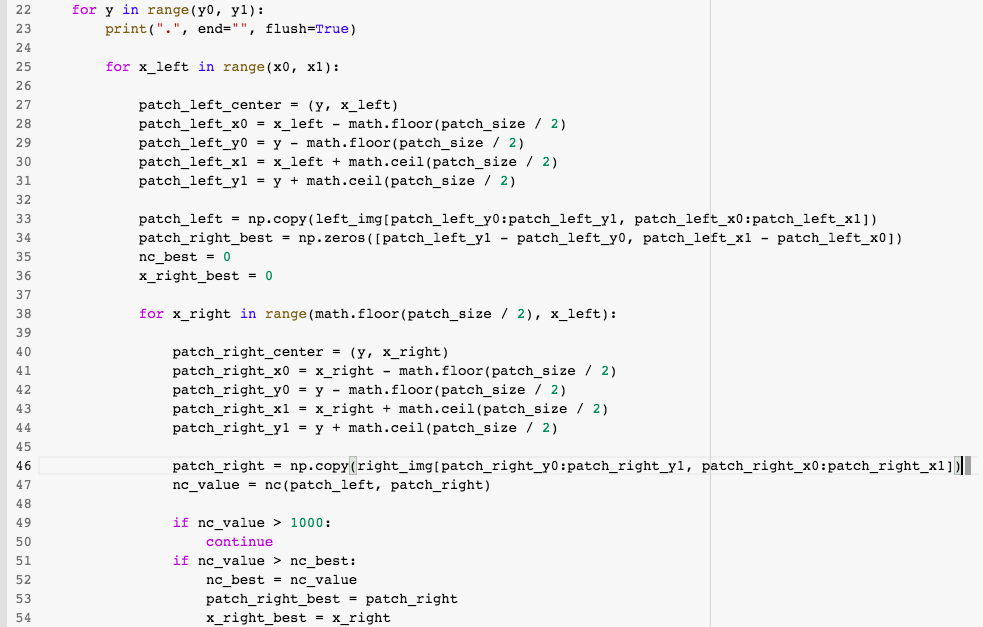 22 for y in range(y0, y1):
23 print(".", end="", flush=True)
24
25 for x_left in range(x0, x1):
26
27 patch_left_center = (y, x_left)
28 patch_left_x0 = x_left - math.floor(patch_size / 2)
29 patch_left_y0 = y - math.floor(patch_size / 2)
30 patch_left_x1 = x_left + math.ceil(patch_size / 2)
31 patch_left_y1 = y + math.ceil(patch_size / 2)
32
33 patch_left = np.copy(left_img[patch_left_y0:patch_left_y1, patch_left_x0:patch_left_x1])
34 patch_right_best = np.zeros([patch_left_y1 - patch_left_y0, patch_left_x1 - patch_left_x0])
35 nc_best = 0
36 x_right_best = 0
37
38 for x_right in range(math.floor(patch_size / 2), x_left):
39
40 patch_right_center = (y, x_right)
41 patch_right_x0 = x_right - math.floor(patch_size / 2)
42 patch_right_y0 = y - math.floor(patch_size / 2)
43 patch_right_x1 = x_right + math.ceil(patch_size / 2)
44 patch_right_y1 = y + math.ceil(patch_size / 2)
45
46 patch_right = np.copy(right_img[patch_right_y0:patch_right_y1, patch_right_x0:patch_right_x1])
47 nc_value = nc(patch_left, patch_right)
48
49 if nc_value > 1000:
50 continue
51 if nc_value > nc_best:
52 nc_best = nc_value
53 patch_right_best = patch_right
54 x_right_best = x_right